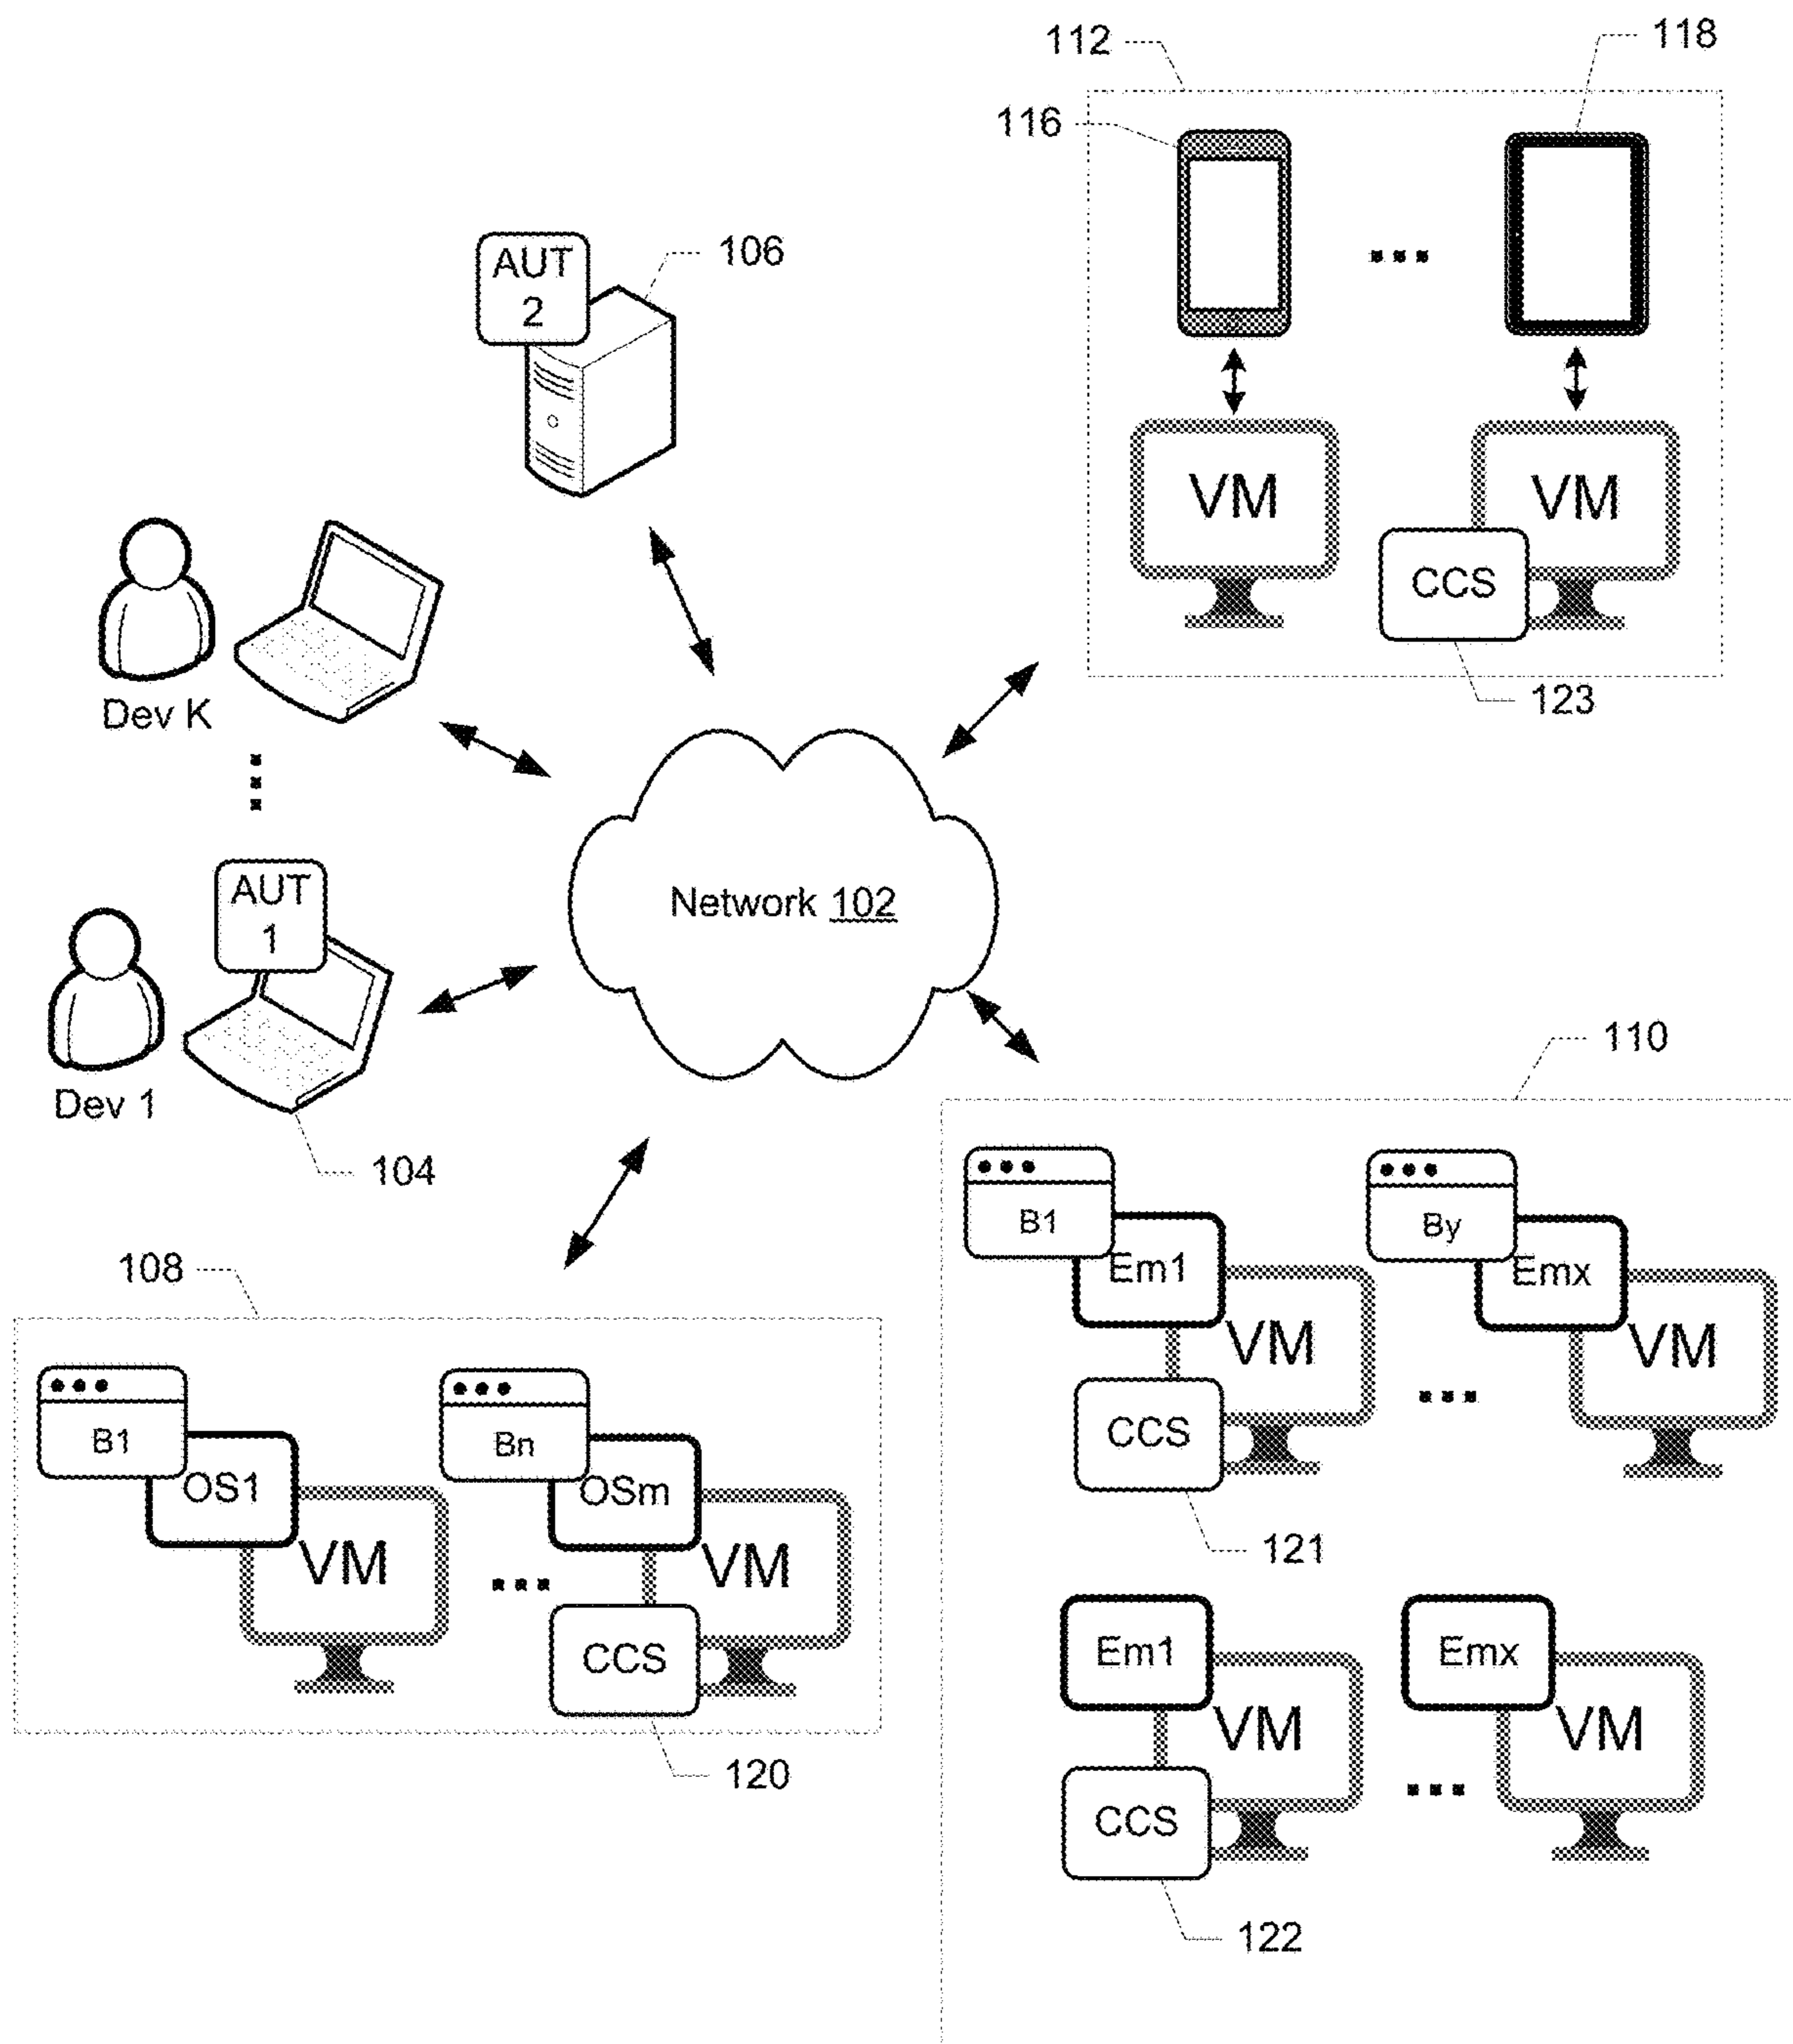 112
118
116
AUT
2
106
VM
VM
CCS
123
Dev K
AUT
1
Network 102
Dev 1
104
110
B1
Em1
VM
By
Emx
VM
CCS
121
108
B1
OS1
VM
Bn
OSm
VM
CCS
120
Em1
VM
Emx
VM
CCS
122